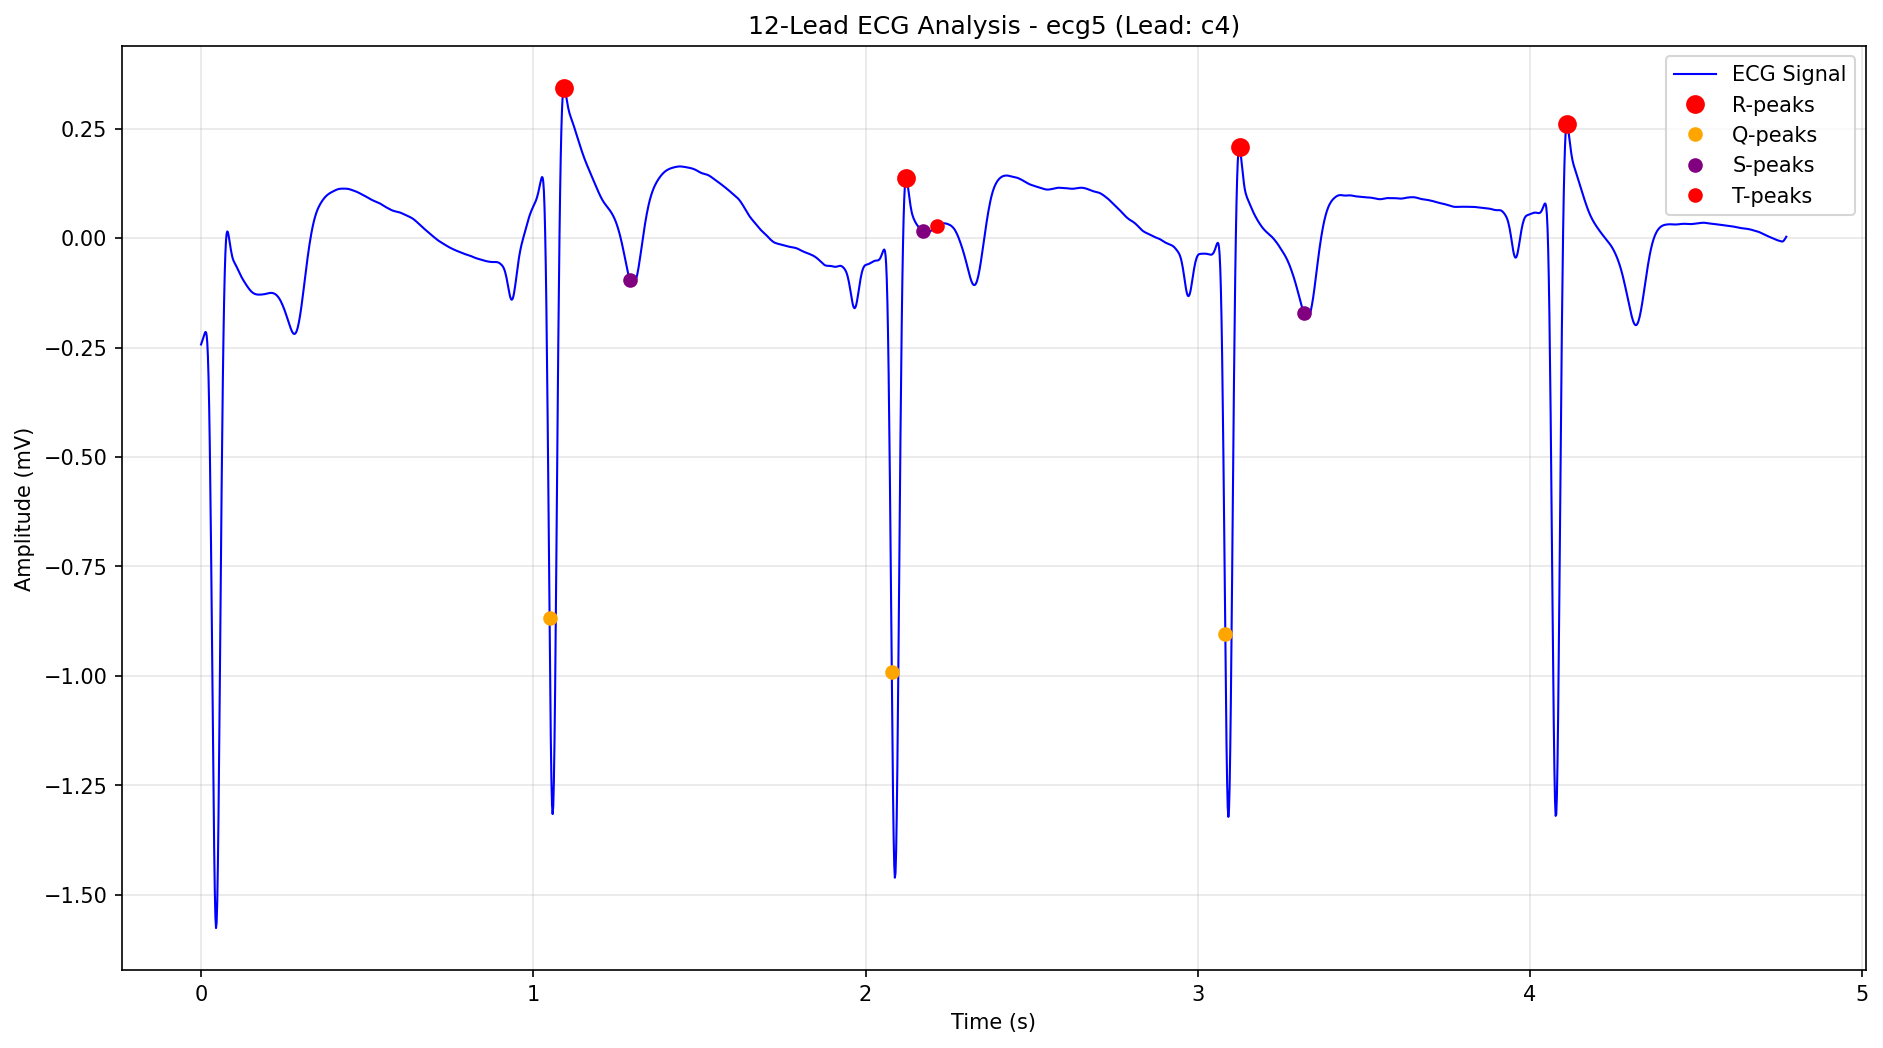 12-Lead ECG Analysis - ecg5 (Lead: c4)
ECG Signal
R-peaks
Q-peaks
S-peaks
T-peaks
0.25
0.00
−0.25
−0.50
−0.75
−1.00
−1.25
−1.50
Amplitude (mV)
0 1 2 3 4 5
Time (s)